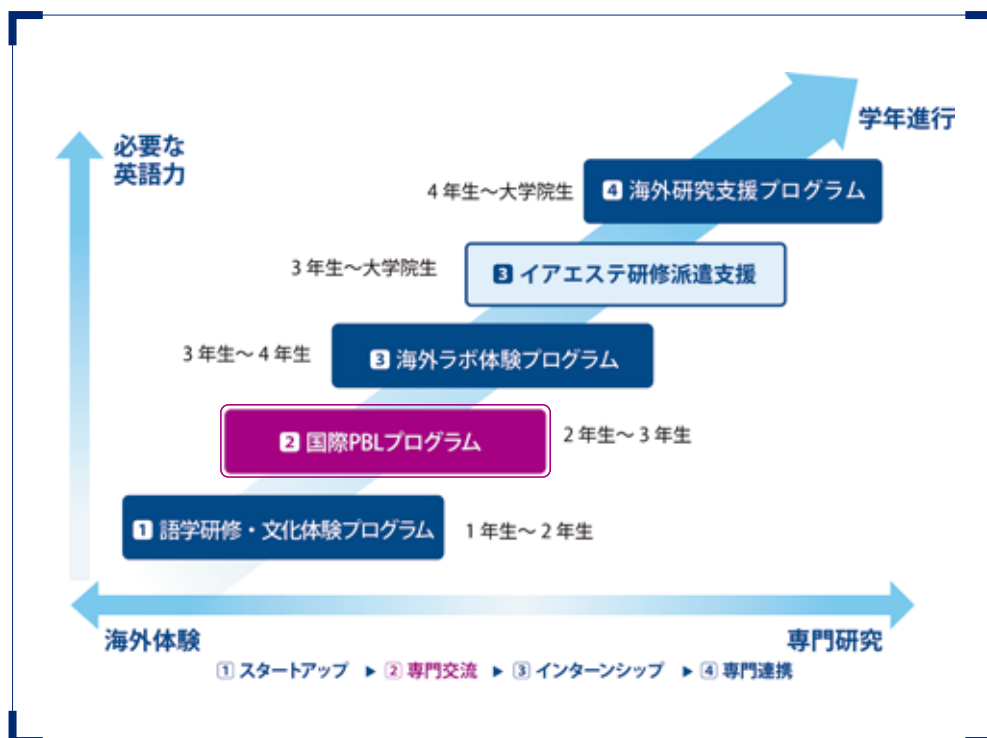 学年進行
必要な
英語力
4年生～大学院生
4 海外研究支援プログラム
3年生～大学院生
3 イアエステ研修派遣支援
3年生～4年生
3 海外ラボ体験プログラム
2 国際PBLプログラム
2年生～3年生
1 語学研修・文化体験プログラム
1年生～2年生
海外体験
専門研究
1 スタートアップ ▶ 2 専門交流 ▶ 3 インターンシップ ▶ 4 専門連携